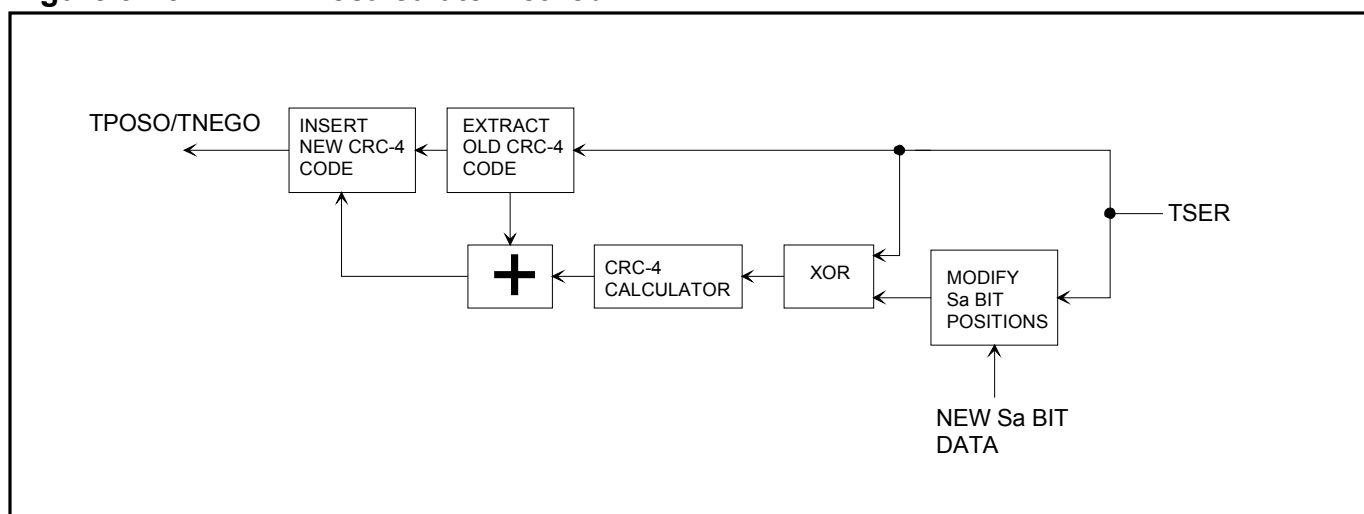 TPOSO/TNEGO
INSERT
NEW CRC-4
CODE
EXTRACT
OLD CRC-4
CODE
TSER
+
CRC-4
CALCULATOR
XOR
MODIFY
Sa BIT
POSITIONS
NEW Sa BIT
DATA